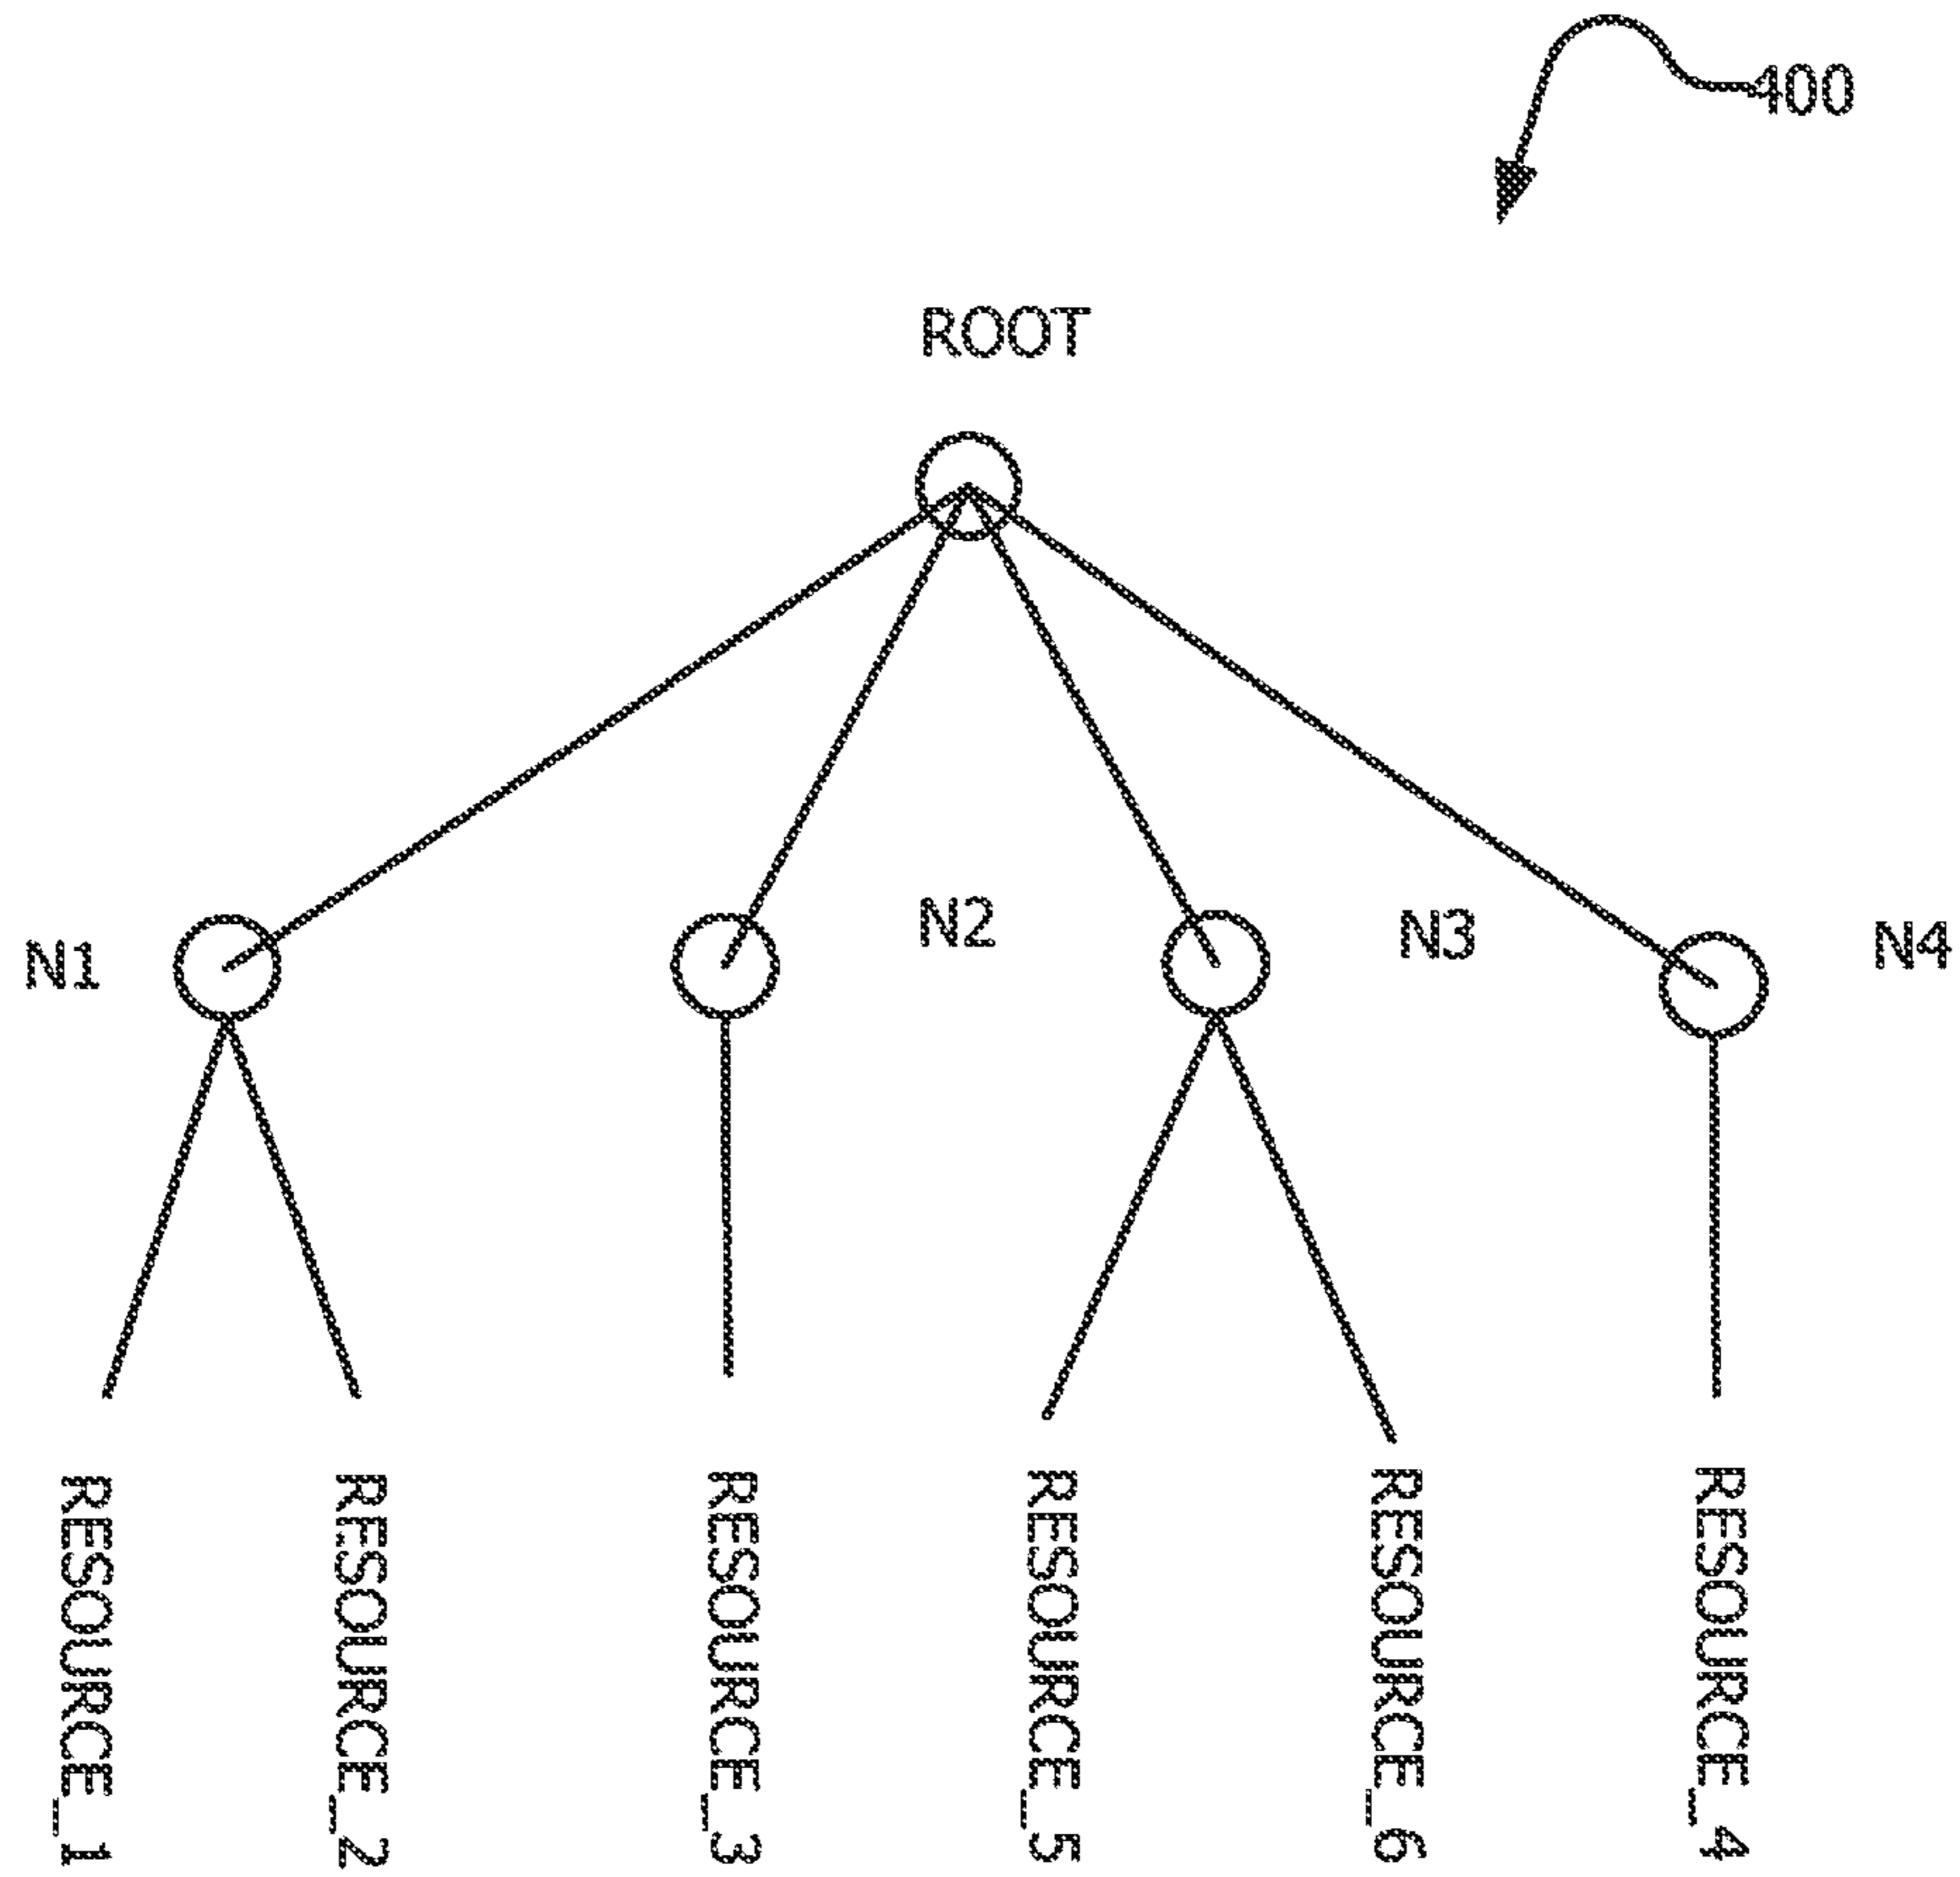 400
ROOT
N1
N2
N3
N4
RESOURCE_1
RESOURCE_2
RESOURCE_3
RESOURCE_5
RESOURCE_6
RESOURCE_4